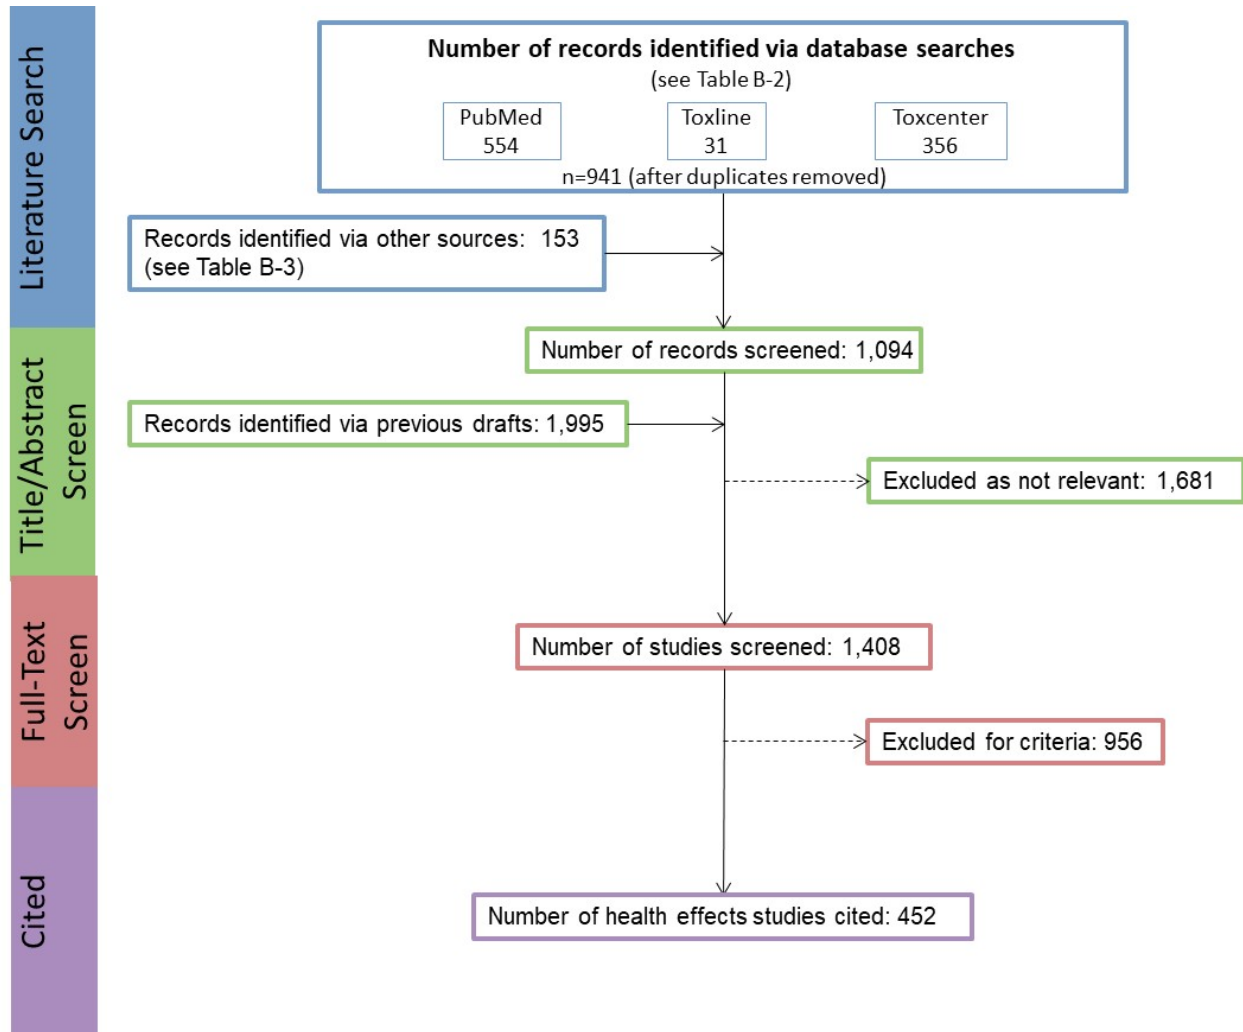 Literature Search
Number of records identified via database searches
(see Table B-2)
PubMed
554
Toxline
31
Toxcenter
356
n=941 (after duplicates removed)
Records identified via other sources: 153
(see Table B-3)
Title/Abstract
Screen
Number of records screened: 1,094
Records identified via previous drafts: 1,995
Excluded as not relevant: 1,681
Full-Text
Screen
Number of studies screened: 1,408
Excluded for criteria: 956
Cited
Number of health effects studies cited: 452